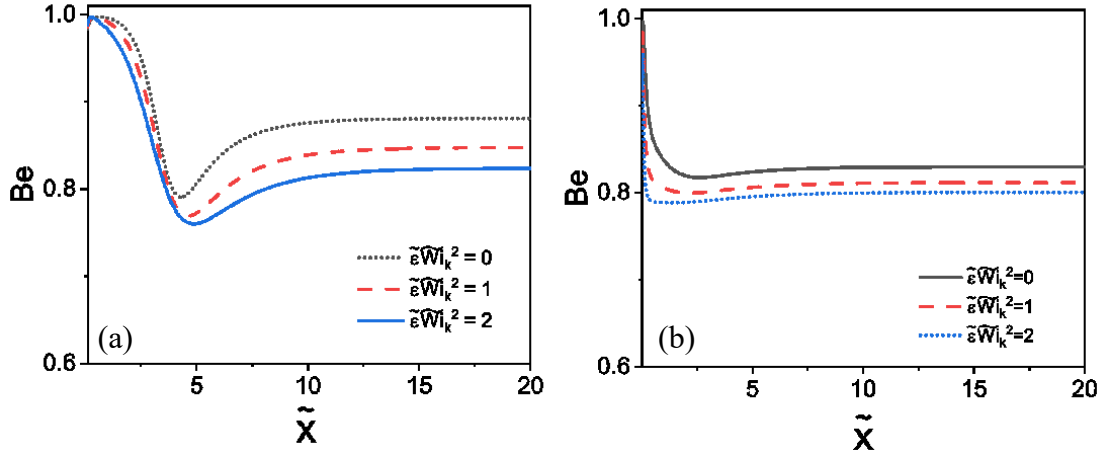 1.0
0.8
0.6
Be
ε̃W̃i_k² = 0
ε̃W̃i_k² = 1
ε̃W̃i_k² = 2
(a)
5 10 15 20
X̃
1.0
0.8
0.6
Be
ε̃W̃i_k²=0
ε̃W̃i_k²=1
ε̃W̃i_k²=2
(b)
5 10 15 20
X̃